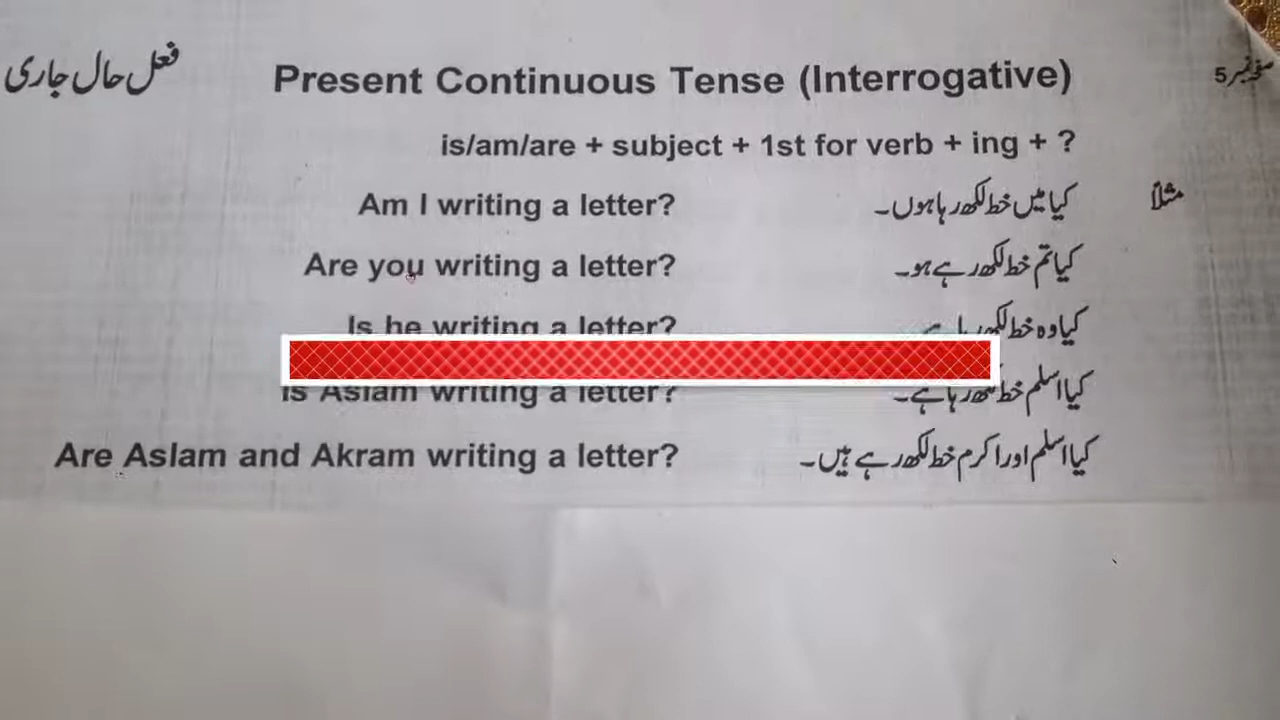 فعل حال جاری Present Continuous Tense (Interrogative) صفحہ نمبر 5
is/am/are + subject + 1st for verb + ing + ?
Am I writing a letter? کیا میں خط لکھ رہا ہوں۔ مثلاً
Are you writing a letter? کیا تم خط لکھ رہے ہو۔
Is he writing a letter? کیا وہ خط لکھ رہا
Is Aslam writing a letter? کیا اسلم خط لکھ رہا ہے۔
Are Aslam and Akram writing a letter? کیا اسلم اور اکرم خط لکھ رہے ہیں۔